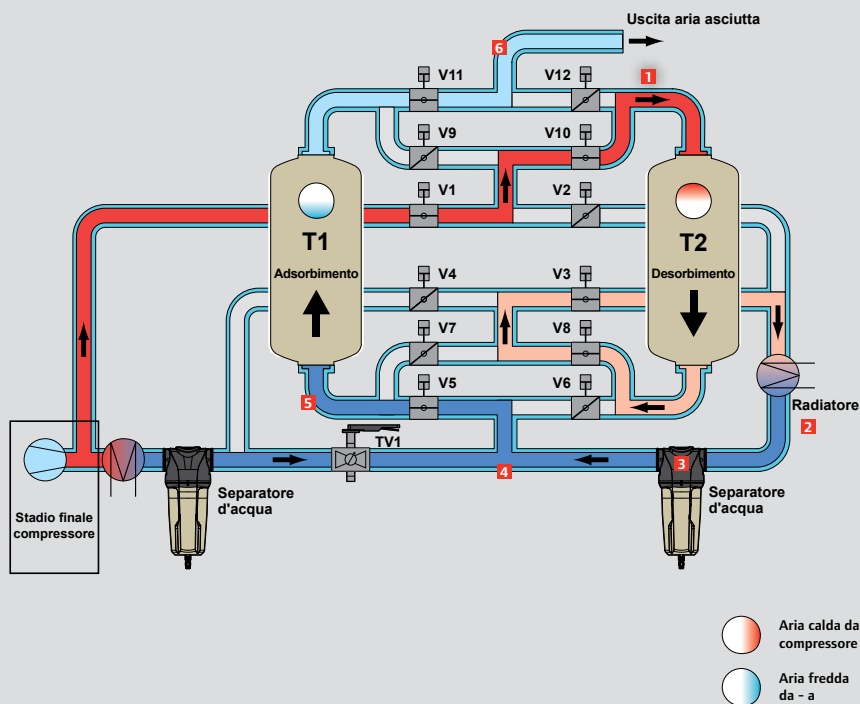 Uscita aria asciutta
6
V11
V12
1
V9
V10
V1
V2
T1
T2
Adsorbimento
V4
V3
Desorbimento
V7
V8
V5
V6
5
Radiatore
2
TV1
4
3
Stadio finale
compressore
Separatore
d'acqua
Separatore
d'acqua
Aria calda da
compressore
Aria fredda
da - a